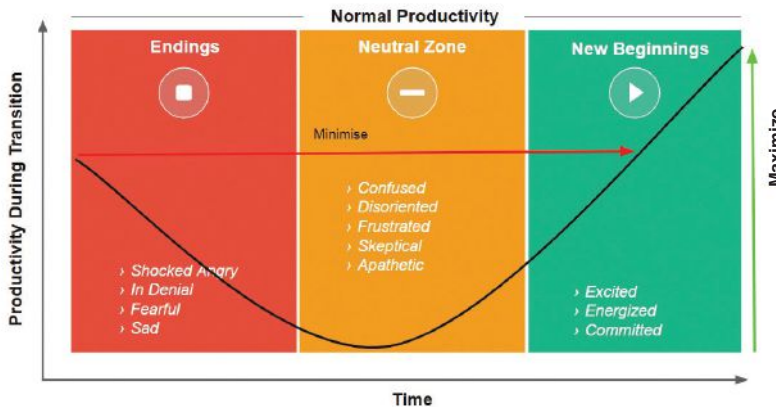 Normal Productivity
Productivity During Transition
Endings
Neutral Zone
New Beginnings
Minimise
› Shocked Angry
› In Denial
› Fearful
› Sad
› Confused
› Disoriented
› Frustrated
› Skeptical
› Apathetic
› Excited
› Energized
› Committed
Maximize
Time